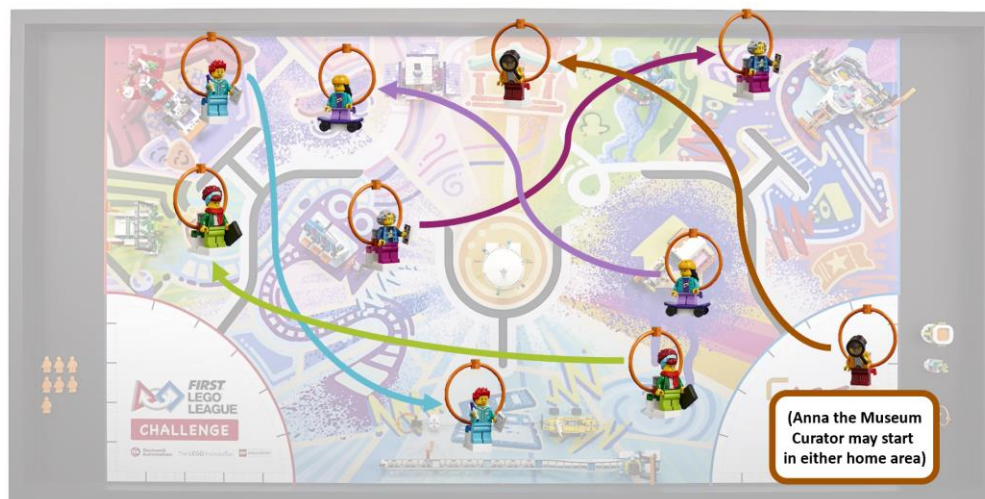 FIRST
LEGO
LEAGUE
CHALLENGE
(Anna the Museum
Curator may start
in either home area)